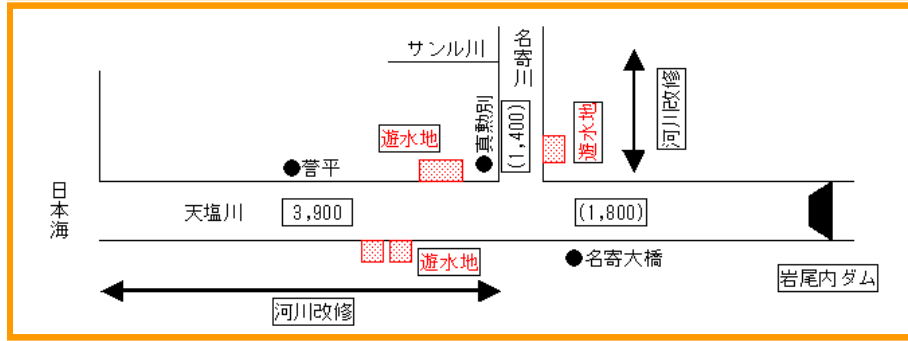 サンル川
名寄川
河川改修
遊水地
真勲別
(1,400)
遊水地
誉平
日本海
天塩川
3,900
(1,800)
遊水地
名寄大橋
岩尾内ダム
河川改修